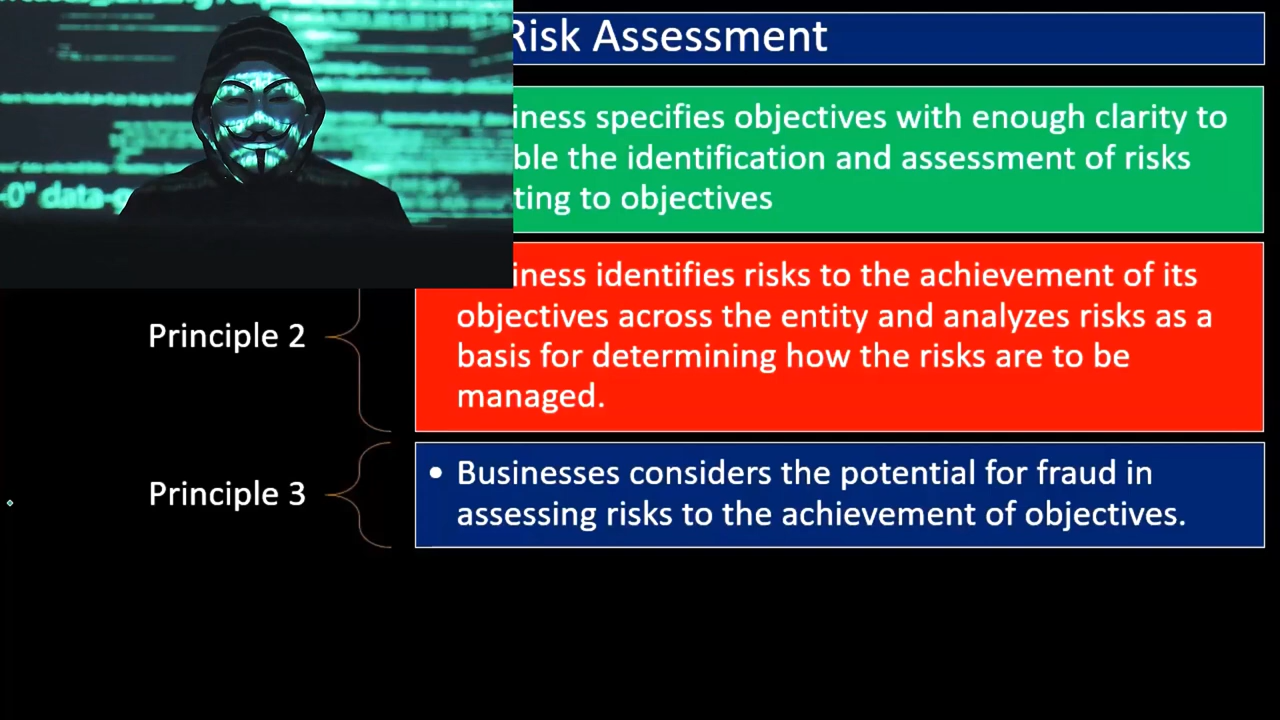 Risk Assessment
iness specifies objectives with enough clarity to
ble the identification and assessment of risks
ting to objectives
iness identifies risks to the achievement of its
Principle 2
objectives across the entity and analyzes risks as a
basis for determining how the risks are to be
managed.
Principle 3
• Businesses considers the potential for fraud in
assessing risks to the achievement of objectives.
-0" data-